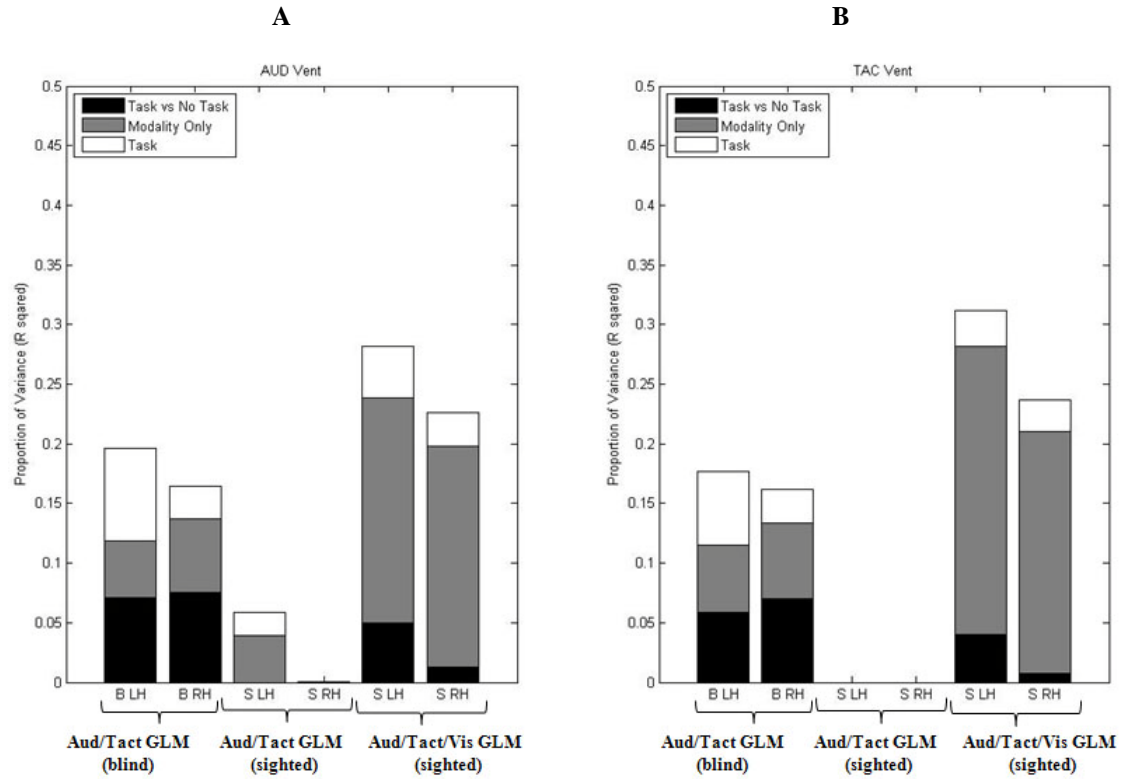 A
AUD Vent
0.5
0.45
0.4
0.35
0.3
0.25
0.2
0.15
0.1
0.05
0
Proportion of Variance (R sqared)
Task vs No Task
Modality Only
Task
B LH
B RH
S LH
S RH
S LH
S RH
Aud/Tact GLM
(blind)
Aud/Tact GLM
(sighted)
Aud/Tact/Vis GLM
(sighted)
B
TAC Vent
0.5
0.45
0.4
0.35
0.3
0.25
0.2
0.15
0.1
0.05
0
Proportion of Variance (R sqared)
Task vs No Task
Modality Only
Task
B LH
B RH
S LH
S RH
S LH
S RH
Aud/Tact GLM
(blind)
Aud/Tact GLM
(sighted)
Aud/Tact/Vis GLM
(sighted)